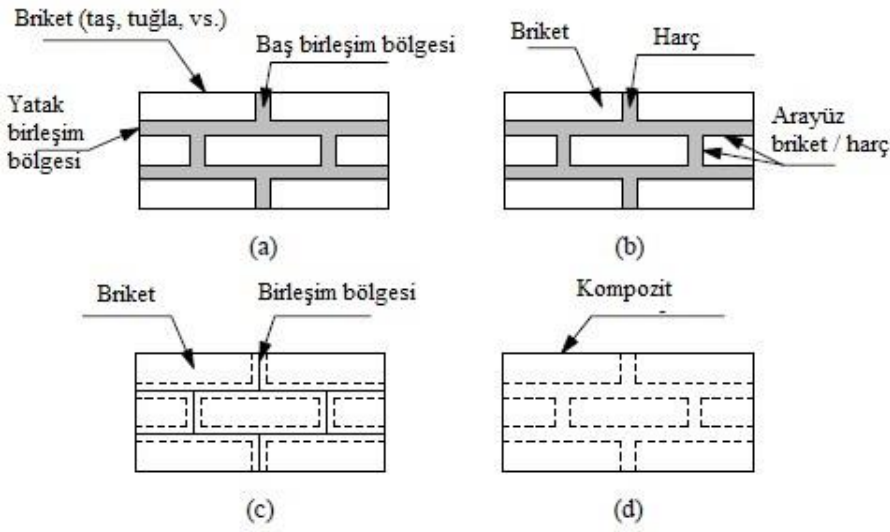 Briket (taş, tuğla, vs.)
Baş birleşim bölgesi
Yatak
birleşim
bölgesi
(a)
Briket
Harç
Arayüz
briket / harç
(b)
Briket
Birleşim bölgesi
(c)
Kompozit
(d)